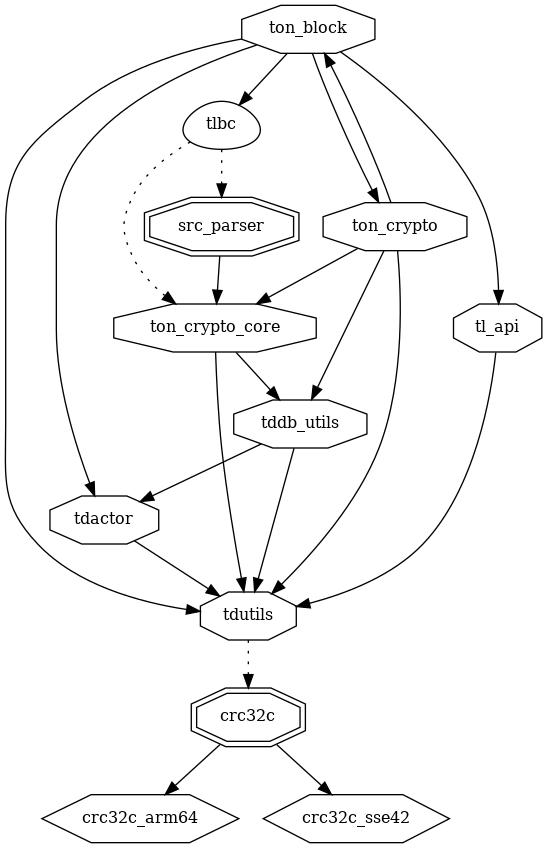 ton_block
tlbc
src_parser
ton_crypto
ton_crypto_core
tl_api
tddb_utils
tdactor
tdutils
crc32c
crc32c_arm64
crc32c_sse42